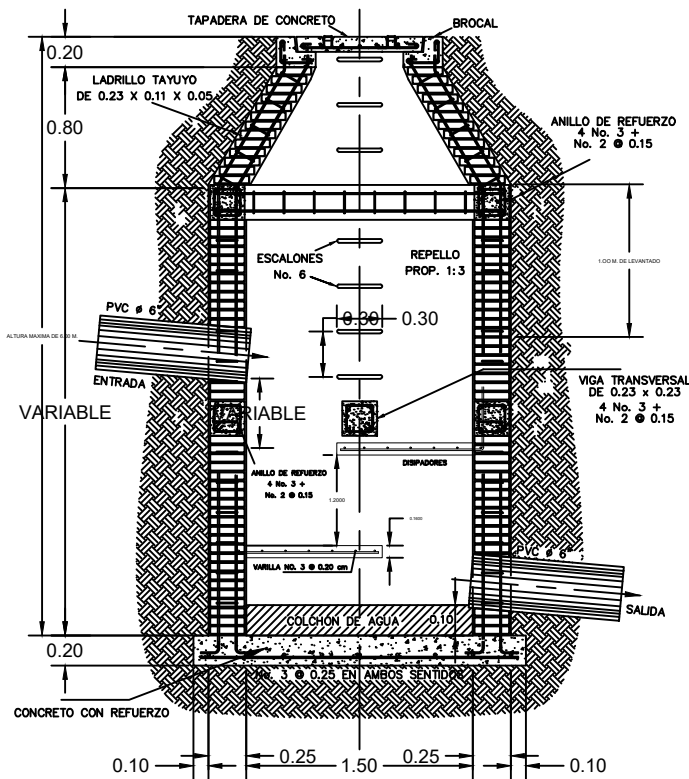 TAPADERA DE CONCRETO
BROCAL
0.20
LADRILLO TAYUYO
DE 0.23 X 0.11 X 0.05
0.80
ANILLO DE REFUERZO
4 No. 3 +
No. 2 @ 0.15
ESCALONES
No. 6
REPELLO
PROP. 1:3
1.00 M. DE LEVANTADO
PVC ø 6"
0.30
0.30
ALTURA MAXIMA DE 6.00 M.
ENTRADA
VIGA TRANSVERSAL
DE 0.23 x 0.23
4 No. 3 +
No. 2 @ 0.15
VARIABLE
VARIABLE
ANILLO DE REFUERZO
4 No. 3 +
No. 2 @ 0.15
DISIPADORES
1.2000
0.1600
VARILLA NO. 3 @ 0.20 cm
PVC ø 6"
COLCHON DE AGUA
0.10
SALIDA
0.20
No. 3 @ 0.25 EN AMBOS SENTIDOS
CONCRETO CON REFUERZO
0.10
0.25
1.50
0.25
0.10